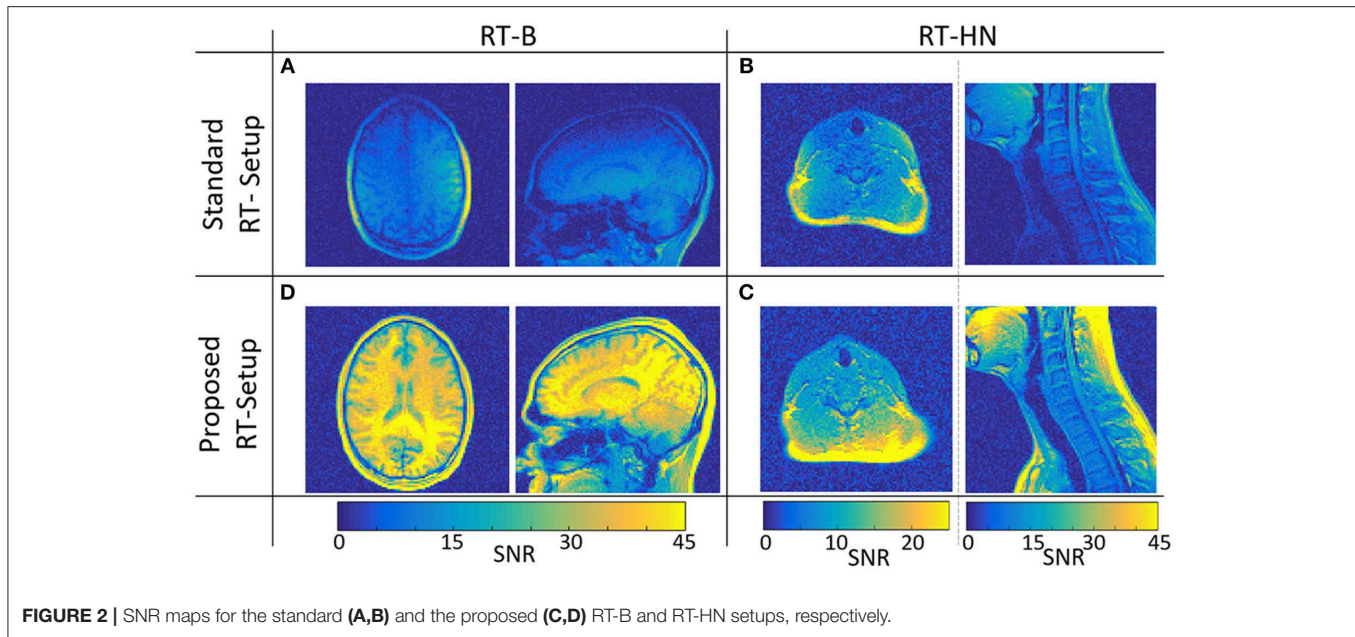 RT-B RT-HN
A B
Standard
RT- Setup
D C
Proposed
RT-Setup
0 15 30 45 0 10 20 0 15 30 45
SNR SNR SNR
FIGURE 2 | SNR maps for the standard (A,B) and the proposed (C,D) RT-B and RT-HN setups, respectively.